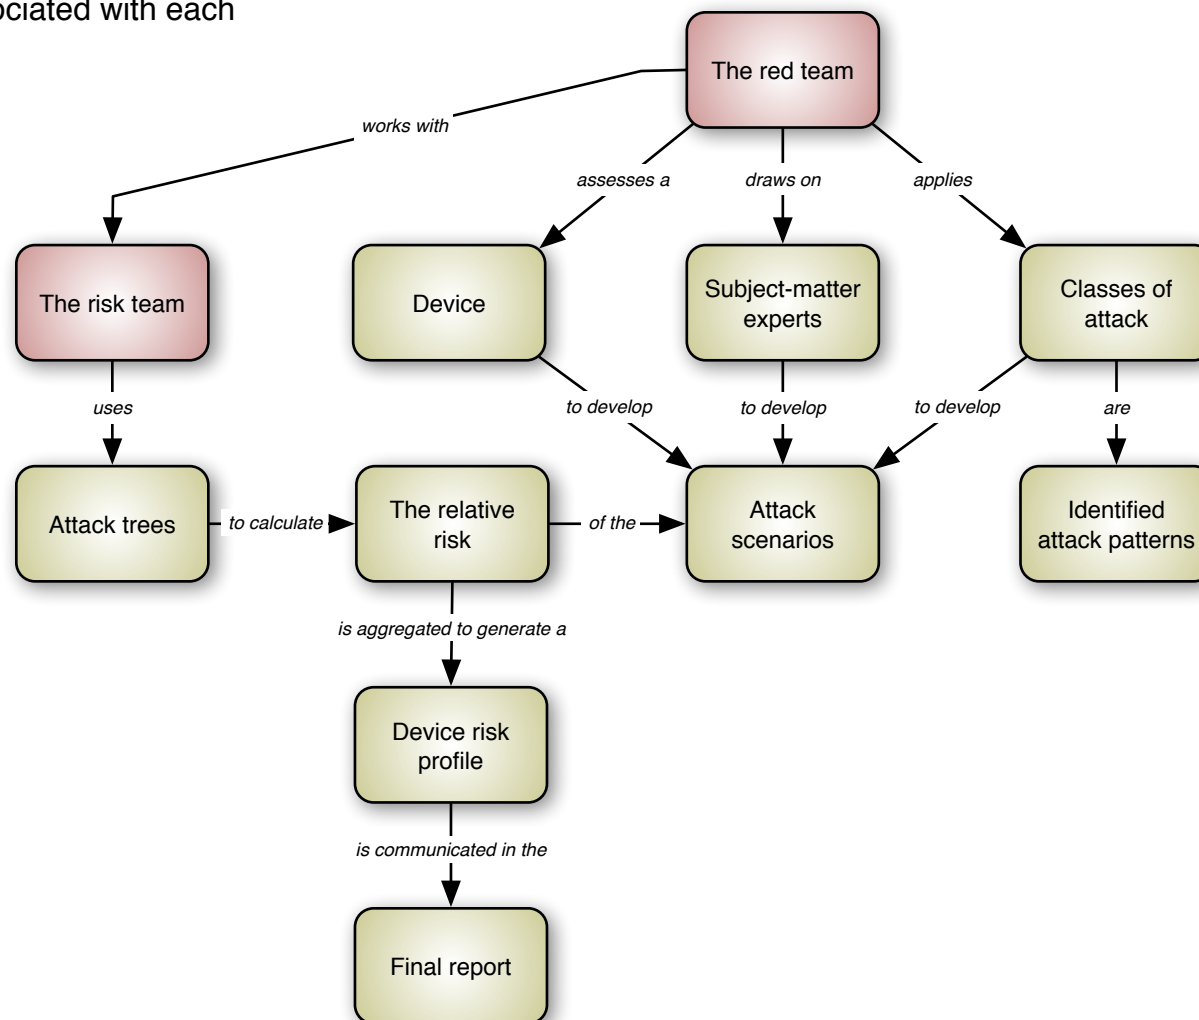 ociated with each
The red team
works with
assesses a
draws on
applies
The risk team
Device
Subject-matter
experts
Classes of
attack
uses
to develop
to develop
to develop
are
Attack trees
to calculate
The relative
risk
of the
Attack
scenarios
Identified
attack patterns
is aggregated to generate a
Device risk
profile
is communicated in the
Final report